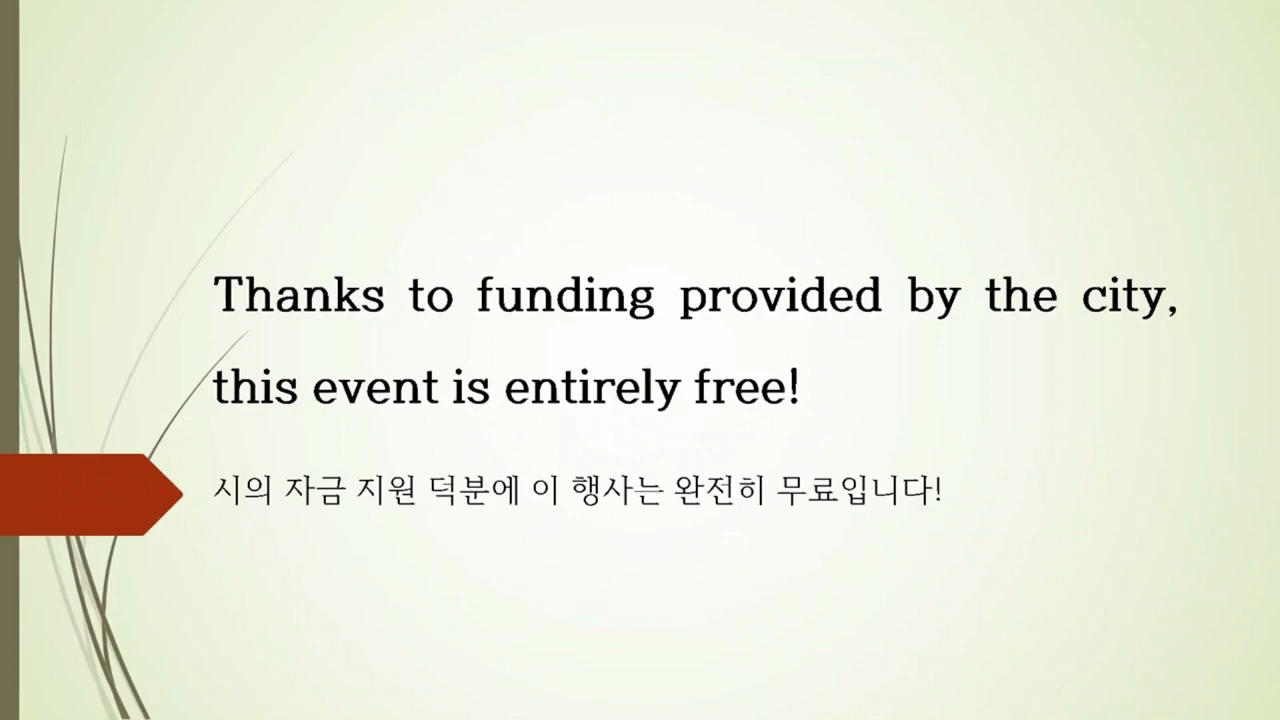 Thanks to funding provided by the city,
this event is entirely free!
시의 자금 지원 덕분에 이 행사는 완전히 무료입니다!